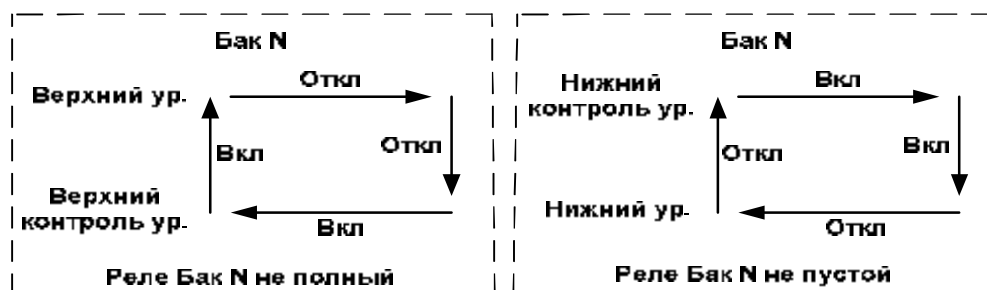 Бак N
Откл
Верхний ур.
Вкл
Откл
Верхний
контроль ур.
Вкл
Реле Бак N не полный
Бак N
Вкл
Нижний
контроль ур.
Откл
Вкл
Нижний ур.
Откл
Реле Бак N не пустой